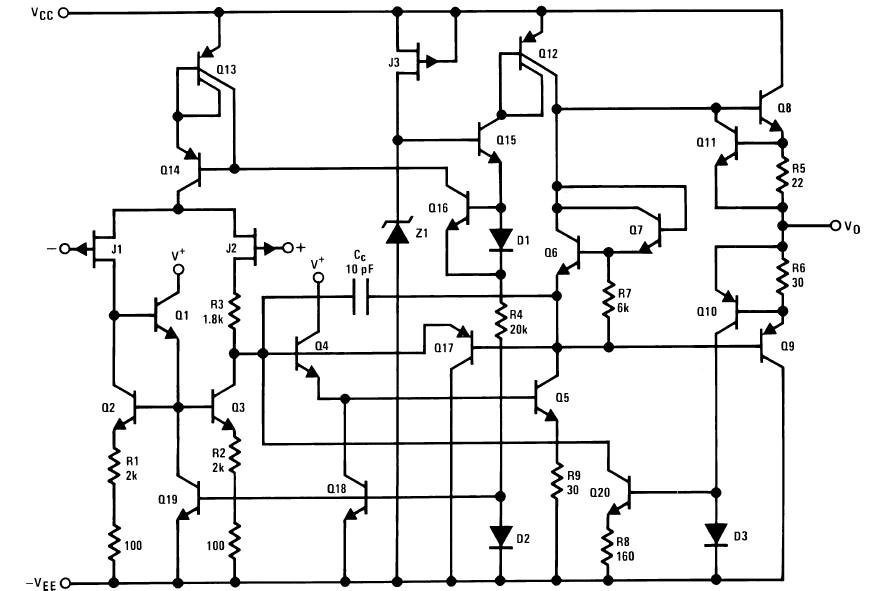 VCC
J3
Q12
Q13
Q8
Q11
Q15
Q14
R5
22
Q16
D1
Q7
VO
−
J1
J2
+
Z1
Q6
V+
CC
10 pF
V+
R6
30
R3
1.8k
Q1
R4
20k
R7
6k
Q10
Q4
Q17
Q9
Q2
Q3
Q5
R1
2k
R2
2k
R9
30
Q19
Q18
Q20
100
100
D2
R8
160
D3
−VEE